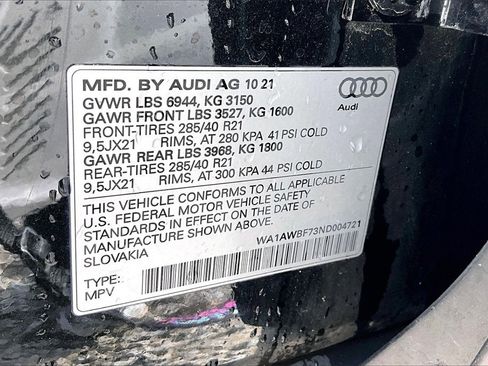 MFD. BY AUDI AG 10 21
GVWR LBS 6944, KG 3150
GAWR FRONT LBS 3527, KG 1600
FRONT-TIRES 285/40 R21
9,5JX21 RIMS, AT 280 KPA 41 PSI COLD
GAWR REAR LBS 3968, KG 1800
REAR-TIRES 285/40 R21
9,5JX21 RIMS, AT 300 KPA 44 PSI COLD
THIS VEHICLE CONFORMS TO ALL APPLICABLE
U.S. FEDERAL MOTOR VEHICLE SAFETY
STANDARDS IN EFFECT ON THE DATE OF
MANUFACTURE SHOWN ABOVE.
SLOVAKIA
WA1AWBF73ND004721
TYPE:
MPV
Audi